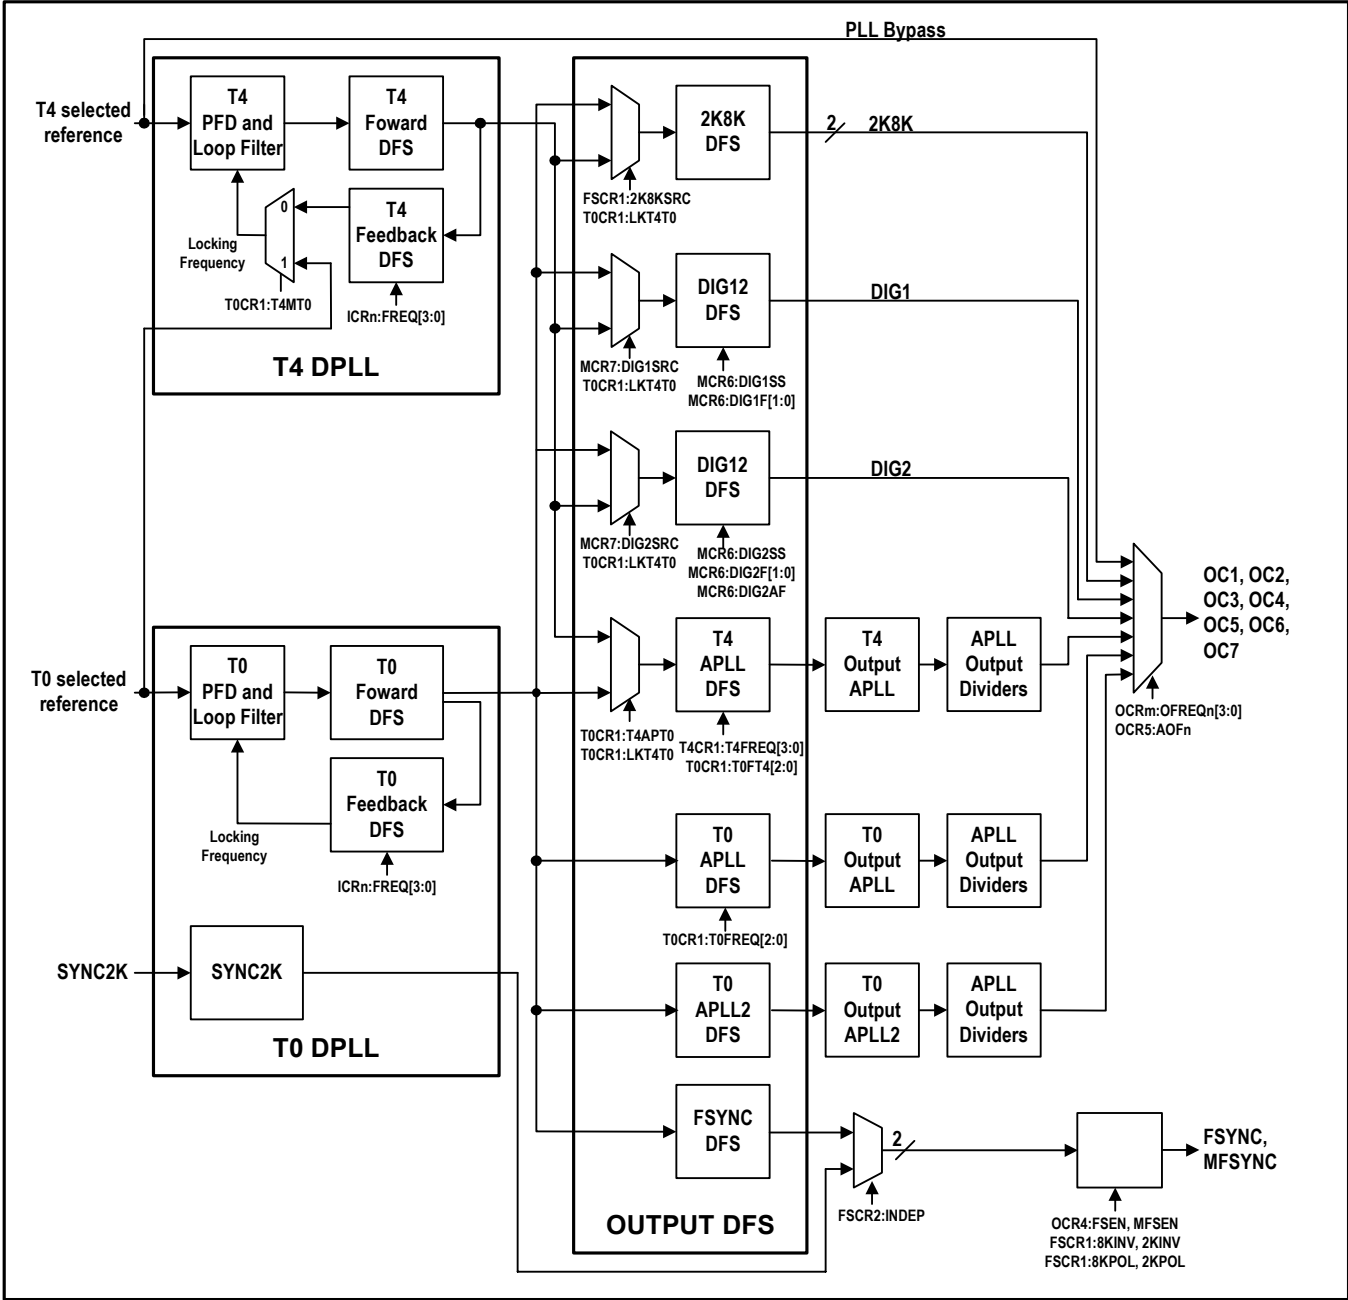 PLL Bypass
T4 selected
reference
T4
PFD and
Loop Filter
T4
Foward
DFS
T4
Feedback
DFS
0
1
Locking
Frequency
T0CR1:T4MT0
ICRn:FREQ[3:0]
T4 DPLL
2K8K
DFS
2
2K8K
FSCR1:2K8KSRC
T0CR1:LKT4T0
DIG12
DFS
DIG1
MCR7:DIG1SRC
T0CR1:LKT4T0
MCR6:DIG1SS
MCR6:DIG1F[1:0]
DIG12
DFS
DIG2
MCR7:DIG2SRC
T0CR1:LKT4T0
MCR6:DIG2SS
MCR6:DIG2F[1:0]
MCR6:DIG2AF
T4
APLL
DFS
T4
Output
APLL
APLL
Output
Dividers
T0CR1:T4APT0
T0CR1:LKT4T0
T4CR1:T4FREQ[3:0]
T0CR1:T0FT4[2:0]
OC1, OC2,
OC3, OC4,
OC5, OC6,
OC7
OCRm:OFREQn[3:0]
OCR5:AOFn
T0 selected
reference
T0
PFD and
Loop Filter
T0
Foward
DFS
T0
Feedback
DFS
Locking
Frequency
ICRn:FREQ[3:0]
T0
APLL
DFS
T0
Output
APLL
APLL
Output
Dividers
T0CR1:T0FREQ[2:0]
SYNC2K
SYNC2K
T0 DPLL
T0
APLL2
DFS
T0
Output
APLL2
APLL
Output
Dividers
FSYNC
DFS
2
FSCR2:INDEP
FSYNC,
MFSYNC
OCR4:FSEN, MFSEN
FSCR1:8KINV, 2KINV
FSCR1:8KPOL, 2KPOL
OUTPUT DFS